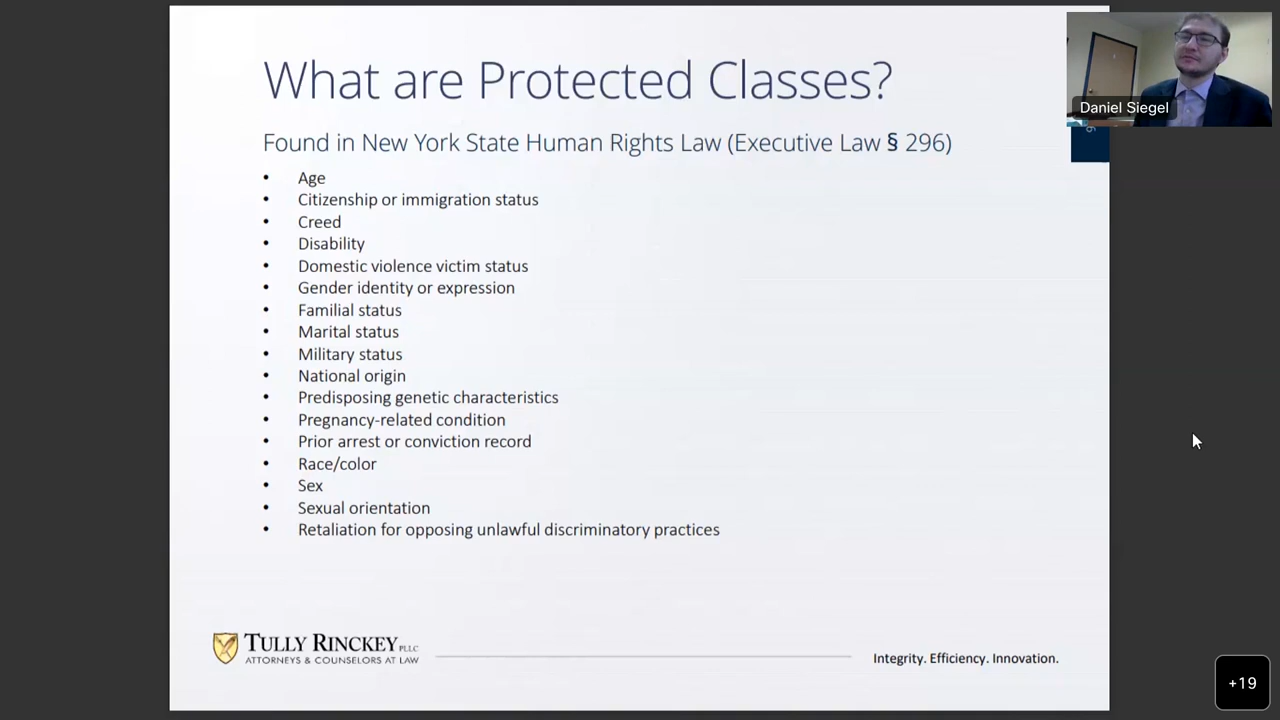 What are Protected Classes?
Found in New York State Human Rights Law (Executive Law § 296)
• Age
• Citizenship or immigration status
• Creed
• Disability
• Domestic violence victim status
• Gender identity or expression
• Familial status
• Marital status
• Military status
• National origin
• Predisposing genetic characteristics
• Pregnancy-related condition
• Prior arrest or conviction record
• Race/color
• Sex
• Sexual orientation
• Retaliation for opposing unlawful discriminatory practices
TULLY RINCKEY PLLC
ATTORNEYS & COUNSELORS AT LAW
Integrity. Efficiency. Innovation.
Daniel Siegel
+19